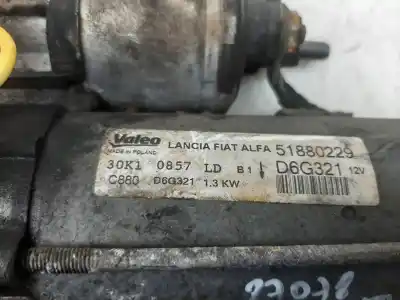 Valeo LANCIA FIAT ALFA 51880229
MADE IN POLAND
30K1 0857 LD B1 D6G321 12V
C880 D6G321 1.3 KW